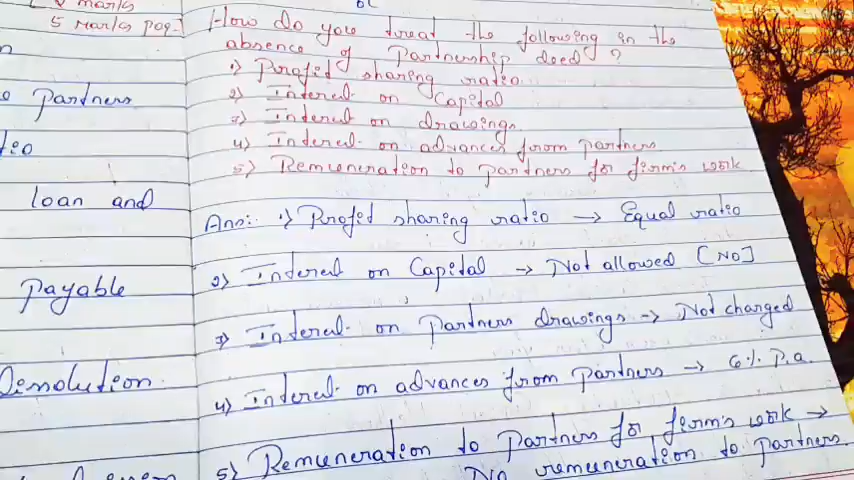 marks
5 marks
Partners
loan and
Payable
How do you treat the following in the
absence of Partnership deed ?
1) Profit sharing ratio
2) Interest on Capital
3) Interest on drawings
4) Interest on advances from partners
5) Remuneration to partners for firm's work
Ans:- 1) Profit sharing ratio → Equal ratio
2) Interest on Capital → Not allowed [NO]
3) Interest on Partners drawings → Not charged
4) Interest on advances from Partners → 6% P.a.
5) Remuneration to Partners for firm's work →
No remuneration to Partners.